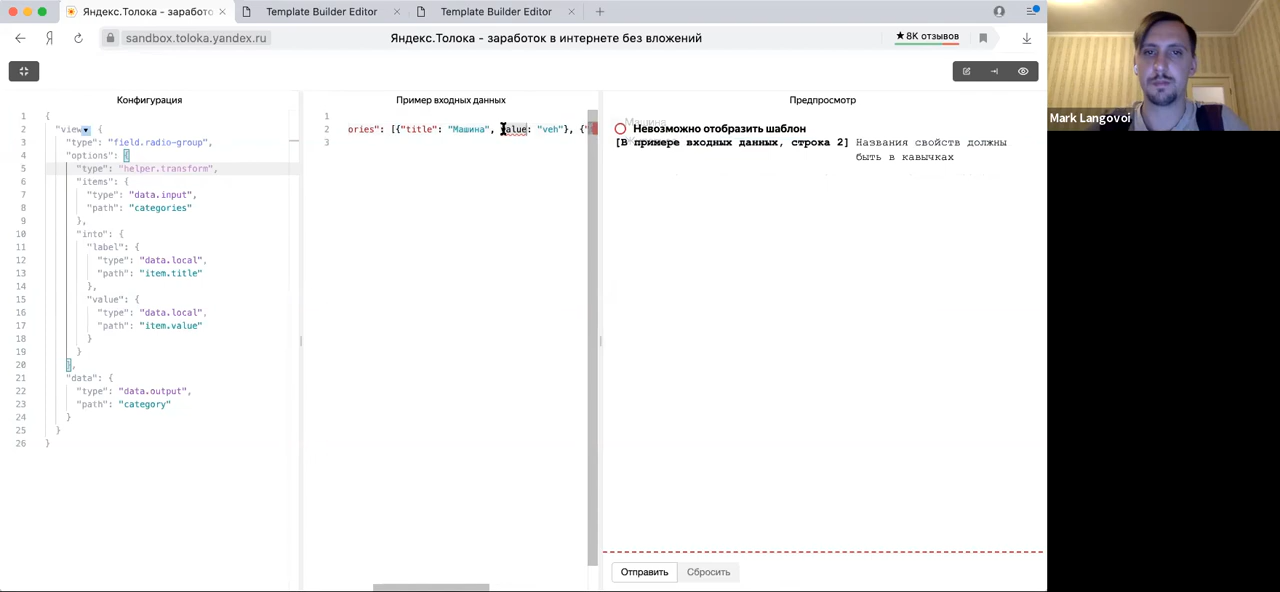 Яндекс.Толока - заработо
Template Builder Editor
Template Builder Editor
sandbox.toloka.yandex.ru
Яндекс.Толока - заработок в интернете без вложений
★8K отзывов
Конфигурация
1 {
2 "view": {
3 "type": "field.radio-group",
4 "options": {
5 "type": "helper.transform",
6 "items": {
7 "type": "data.input",
8 "path": "categories"
9 },
10 "into": {
11 "label": {
12 "type": "data.local",
13 "path": "item.title"
14 },
15 "value": {
16 "type": "data.local",
17 "path": "item.value"
18 }
19 }
20 },
21 "data": {
22 "type": "data.output",
23 "path": "category"
24 }
25 }
26 }
Пример входных данных
1
2 ories": [{"title": "Машина", value: "veh"}, {"
3
Предпросмотр
Машина
Невозможно отобразить шаблон
[В примере входных данных, строка 2] Названия свойств должны
быть в кавычках
Отправить
Сбросить
Mark Langovoi